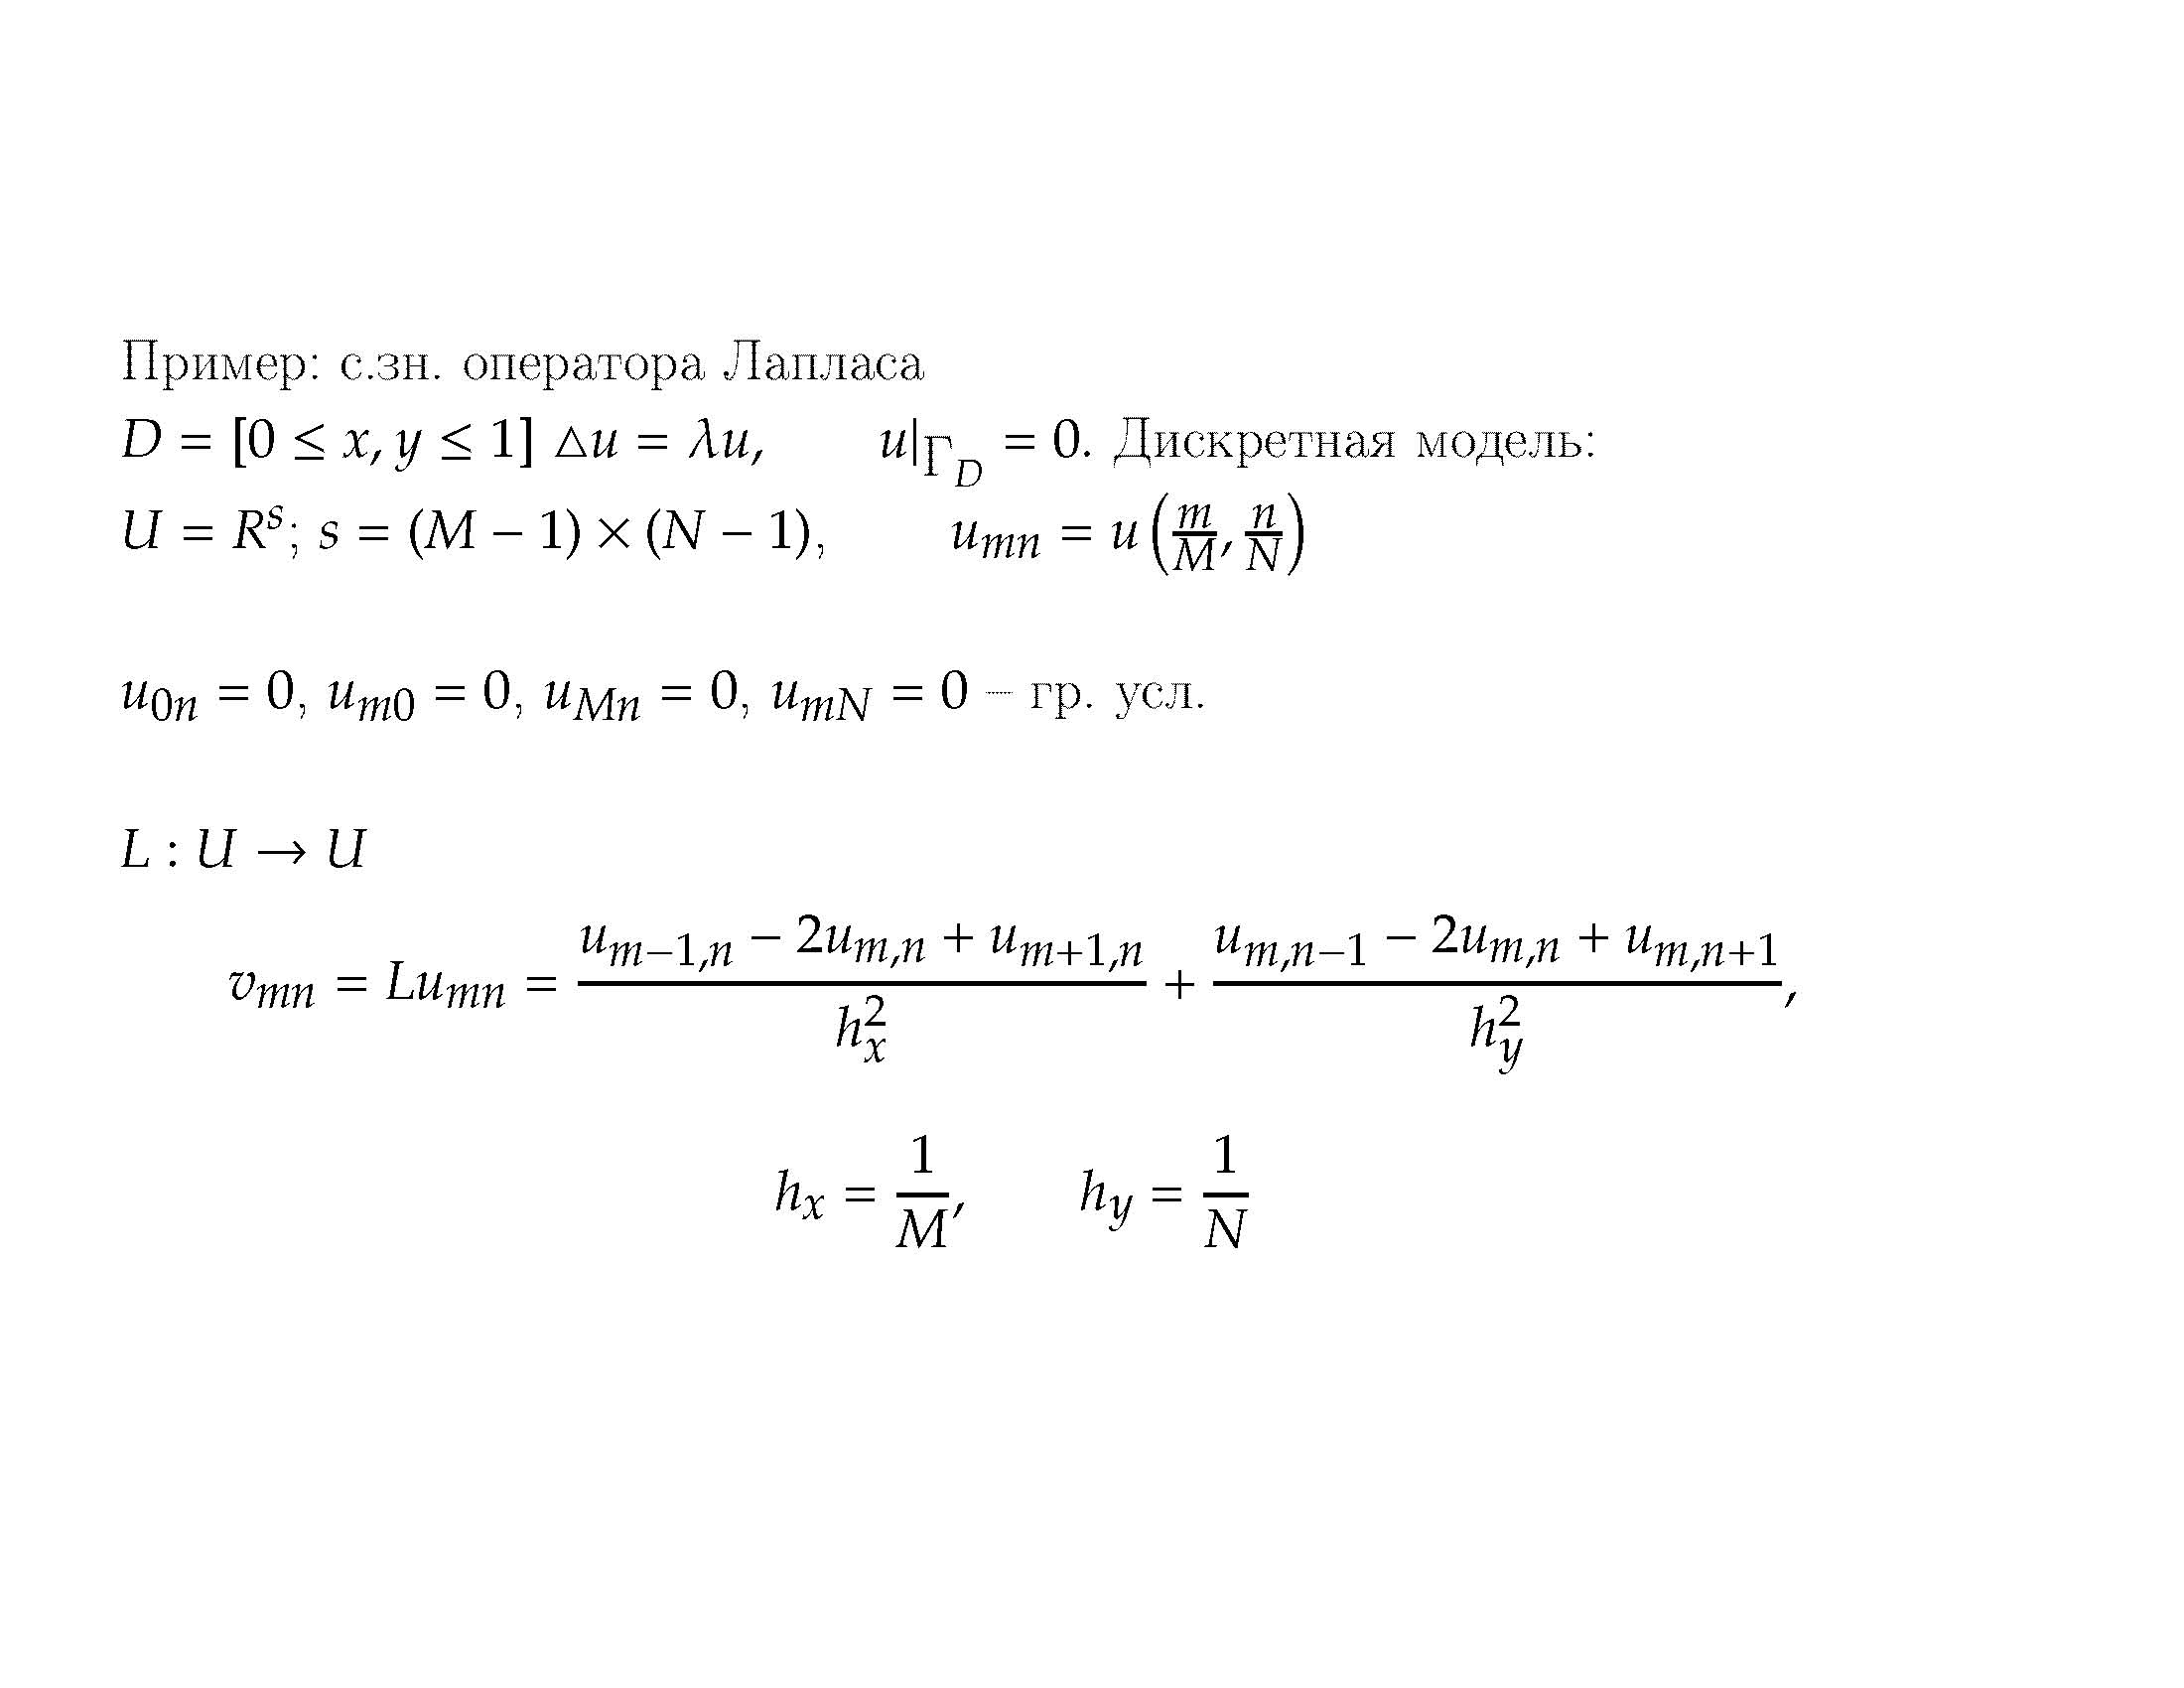 Пример: с.зн. оператора Лапласа
D = [0 ≤ x, y ≤ 1] △u = λu, u|_{Γ_D} = 0. Дискретная модель:
U = R^s; s = (M − 1) × (N − 1), u_{mn} = u(m/M, n/N)
u_{0n} = 0, u_{m0} = 0, u_{Mn} = 0, u_{mN} = 0 – гр. усл.
L : U → U
v_{mn} = Lu_{mn} = (u_{m−1,n} − 2u_{m,n} + u_{m+1,n})/h_x^2 + (u_{m,n−1} − 2u_{m,n} + u_{m,n+1})/h_y^2,
h_x = 1/M, h_y = 1/N